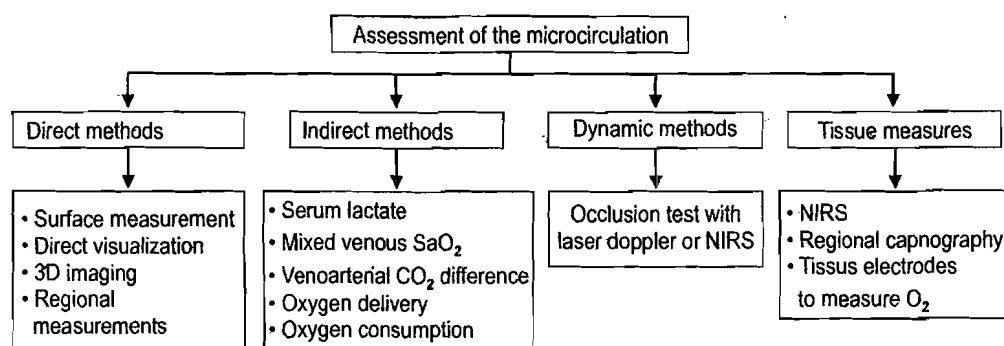 Assessment of the microcirculation
Direct methods
Indirect methods
Dynamic methods
Tissue measures
• Surface measurement
• Direct visualization
• 3D imaging
• Regional
measurements
• Serum lactate
• Mixed venous SaO₂
• Venoarterial CO₂ difference
• Oxygen delivery
• Oxygen consumption
Occlusion test with
laser doppler or NIRS
• NIRS
• Regional capnography
• Tissus electrodes
to measure O₂